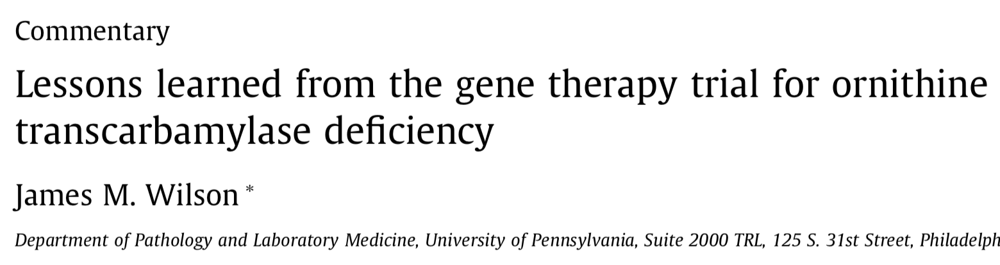 Commentary
Lessons learned from the gene therapy trial for ornithine
transcarbamylase deficiency
James M. Wilson *
Department of Pathology and Laboratory Medicine, University of Pennsylvania, Suite 2000 TRL, 125 S. 31st Street, Philadelph